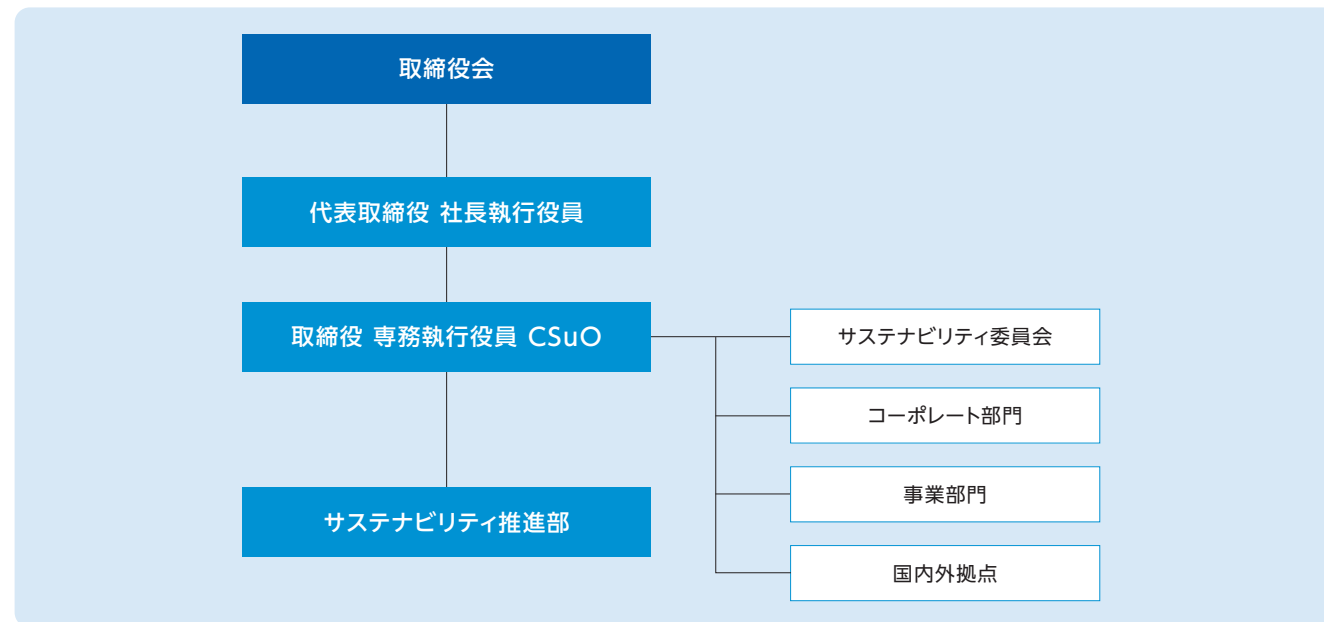 取締役会
代表取締役 社長執行役員
取締役 専務執行役員 CSuO
サステナビリティ委員会
コーポレート部門
事業部門
サステナビリティ推進部
国内外拠点